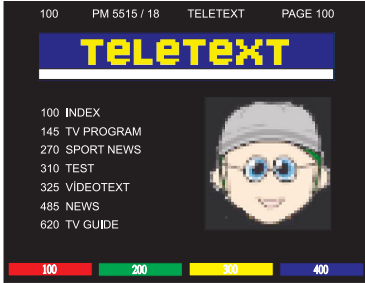 100 PM 5515 / 18 TELETEXT PAGE 100
TeLeTexT
100 INDEX
145 TV PROGRAM
270 SPORT NEWS
310 TEST
325 VİDEOTEXT
485 NEWS
620 TV GUIDE
100 200 300 400